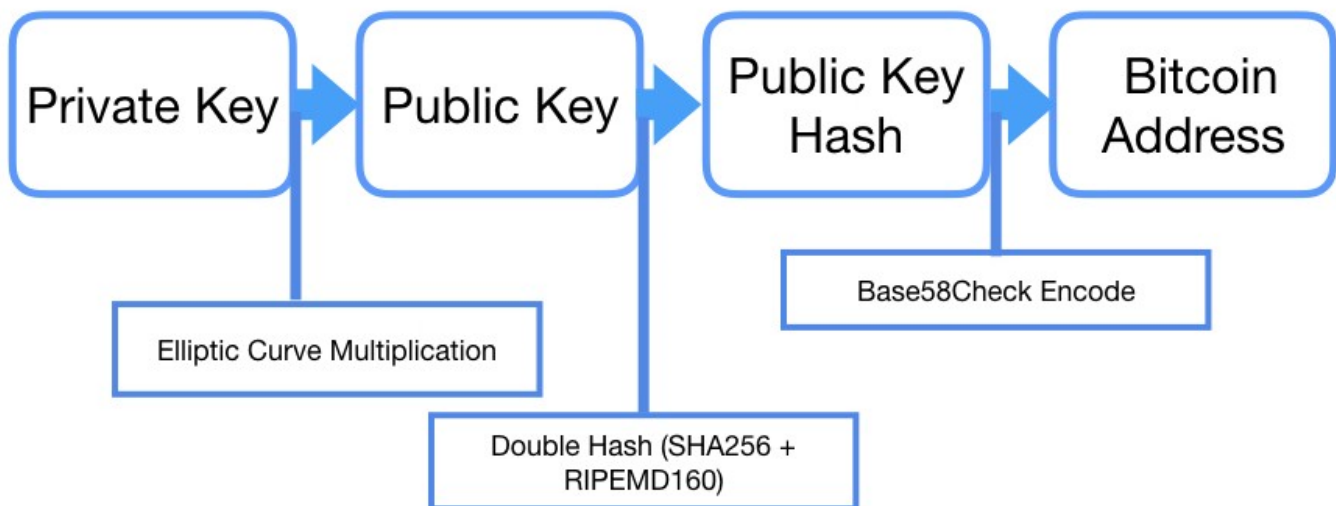 Private Key
Public Key
Public Key
Hash
Bitcoin
Address
Elliptic Curve Multiplication
Double Hash (SHA256 +
RIPEMD160)
Base58Check Encode